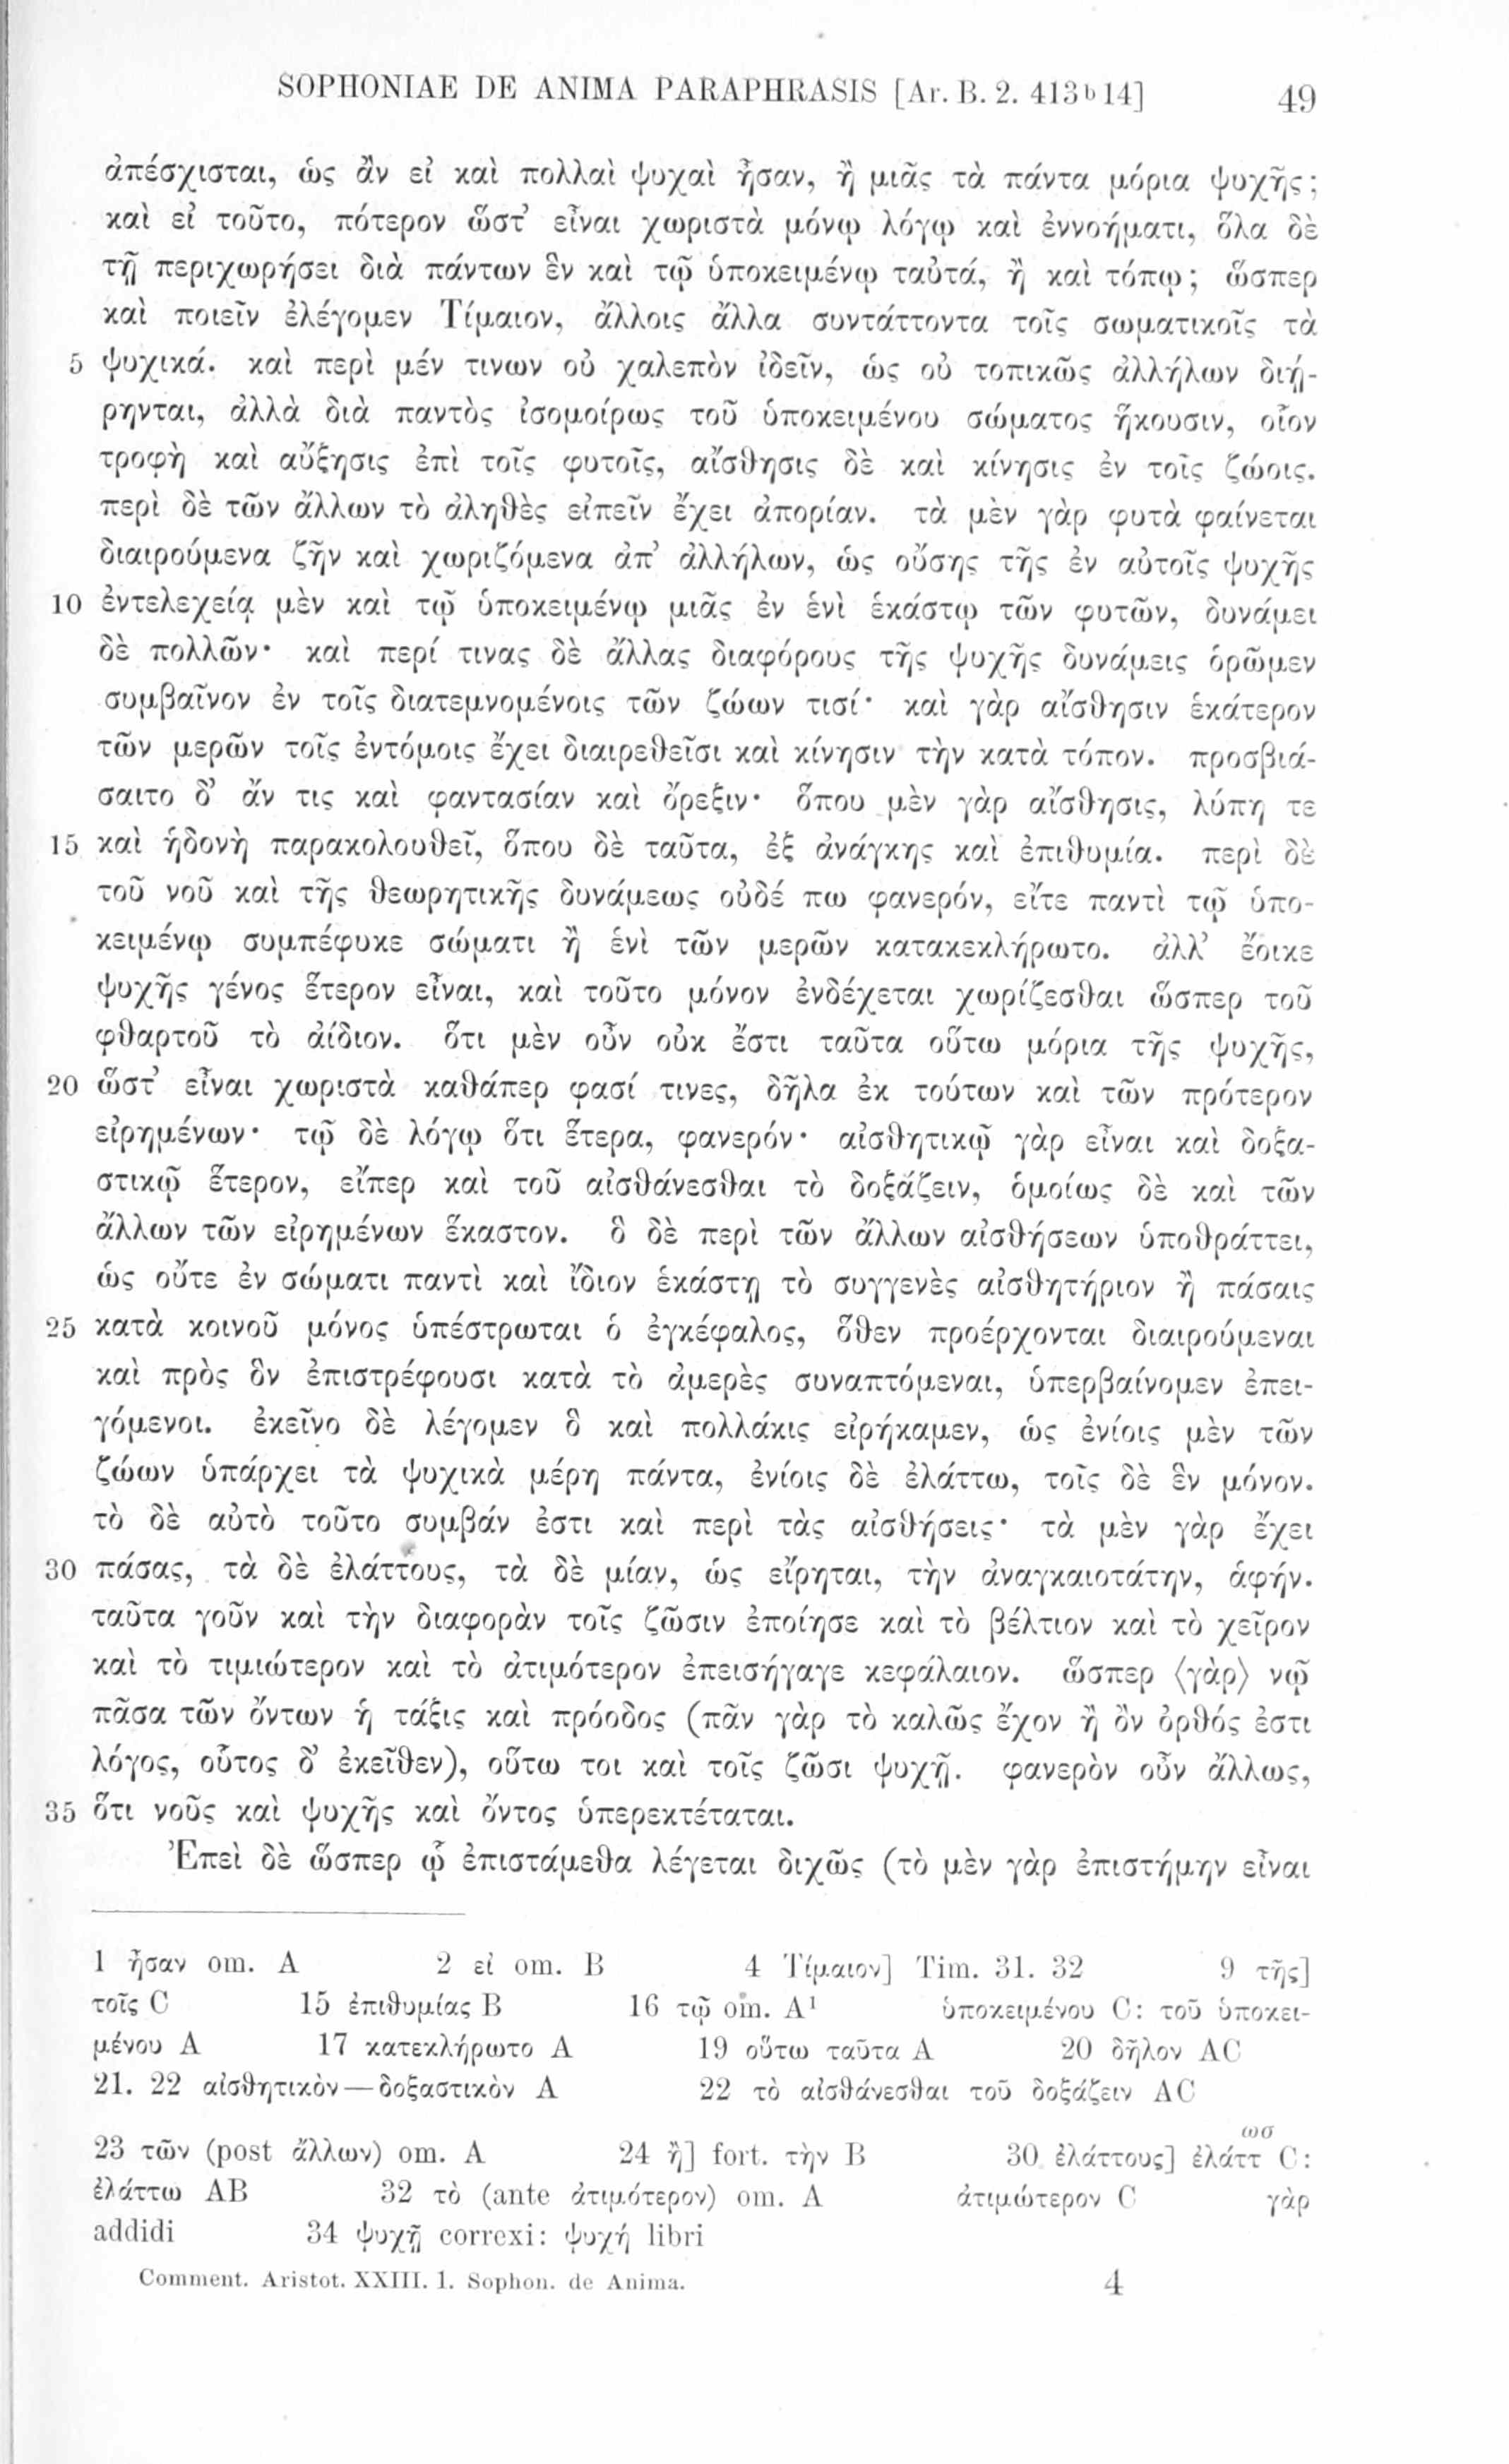 SOPHONIAE DE ANIMA PARAPHRASIS [Ar. B. 2. 413ᵇ14] 49
ἀπέσχισται, ὡς ἂν εἰ καὶ πολλαὶ ψυχαὶ ἦσαν, ἢ μιᾶς τὰ πάντα μόρια ψυχῆς;
καὶ εἰ τοῦτο, πότερον ὥστ’ εἶναι χωριστὰ μόνῳ λόγῳ καὶ ἐννοήματι, ὅλα δὲ
τῇ περιχωρήσει διὰ πάντων ἓν καὶ τῷ ὑποκειμένῳ ταὐτά, ἢ καὶ τόπῳ; ὥσπερ
καὶ ποιεῖν ἐλέγομεν Τίμαιον, ἄλλοις ἄλλα συντάττοντα τοῖς σωματικοῖς τὰ
5 ψυχικά. καὶ περὶ μέν τινων οὐ χαλεπὸν ἰδεῖν, ὡς οὐ τοπικῶς ἀλλήλων διῄ-
ρηνται, ἀλλὰ διὰ παντὸς ἰσομοίρως τοῦ ὑποκειμένου σώματος ἥκουσιν, οἷον
τροφὴ καὶ αὔξησις ἐπὶ τοῖς φυτοῖς, αἴσθησις δὲ καὶ κίνησις ἐν τοῖς ζώοις.
περὶ δὲ τῶν ἄλλων τὸ ἀληθὲς εἰπεῖν ἔχει ἀπορίαν. τὰ μὲν γὰρ φυτὰ φαίνεται
διαιρούμενα ζῆν καὶ χωριζόμενα ἀπ’ ἀλλήλων, ὡς οὔσης τῆς ἐν αὐτοῖς ψυχῆς
10 ἐντελεχείᾳ μὲν καὶ τῷ ὑποκειμένῳ μιᾶς ἐν ἑνὶ ἑκάστῳ τῶν φυτῶν, δυνάμει
δὲ πολλῶν· καὶ περί τινας δὲ ἄλλας διαφόρους τῆς ψυχῆς δυνάμεις ὁρῶμεν
συμβαῖνον ἐν τοῖς διατεμνομένοις τῶν ζώων τισί· καὶ γὰρ αἴσθησιν ἑκάτερον
τῶν μερῶν τοῖς ἐντόμοις ἔχει διαιρεθεῖσι καὶ κίνησιν τὴν κατὰ τόπον. προσβιά-
σαιτο δ’ ἄν τις καὶ φαντασίαν καὶ ὄρεξιν· ὅπου μὲν γὰρ αἴσθησις, λύπη τε
15 καὶ ἡδονὴ παρακολουθεῖ, ὅπου δὲ ταῦτα, ἐξ ἀνάγκης καὶ ἐπιθυμία. περὶ δὲ
τοῦ νοῦ καὶ τῆς θεωρητικῆς δυνάμεως οὐδέ πω φανερόν, εἴτε παντὶ τῷ ὑπο-
κειμένῳ συμπέφυκε σώματι ἢ ἑνὶ τῶν μερῶν κατακεκλήρωτο. ἀλλ’ ἔοικε
ψυχῆς γένος ἕτερον εἶναι, καὶ τοῦτο μόνον ἐνδέχεται χωρίζεσθαι ὥσπερ τοῦ
φθαρτοῦ τὸ ἀίδιον. ὅτι μὲν οὖν οὐκ ἔστι ταῦτα οὕτω μόρια τῆς ψυχῆς,
20 ὥστ’ εἶναι χωριστὰ καθάπερ φασί τινες, δῆλα ἐκ τούτων καὶ τῶν πρότερον
εἰρημένων· τῷ δὲ λόγῳ ὅτι ἕτερα, φανερόν· αἰσθητικῷ γὰρ εἶναι καὶ δοξα-
στικῷ ἕτερον, εἴπερ καὶ τοῦ αἰσθάνεσθαι τὸ δοξάζειν, ὁμοίως δὲ καὶ τῶν
ἄλλων τῶν εἰρημένων ἕκαστον. ὃ δὲ περὶ τῶν ἄλλων αἰσθήσεων ὑποθράττει,
ὡς οὔτε ἐν σώματι παντὶ καὶ ἴδιον ἑκάστῃ τὸ συγγενὲς αἰσθητήριον ἢ πάσαις
25 κατὰ κοινοῦ μόνος ὑπέστρωται ὁ ἐγκέφαλος, ὅθεν προέρχονται διαιρούμεναι
καὶ πρὸς ὃν ἐπιστρέφουσι κατὰ τὸ ἀμερὲς συναπτόμεναι, ὑπερβαίνομεν ἐπει-
γόμενοι. ἐκεῖνο δὲ λέγομεν ὃ καὶ πολλάκις εἰρήκαμεν, ὡς ἐνίοις μὲν τῶν
ζώων ὑπάρχει τὰ ψυχικὰ μέρη πάντα, ἐνίοις δὲ ἐλάττω, τοῖς δὲ ἓν μόνον.
τὸ δὲ αὐτὸ τοῦτο συμβάν ἐστι καὶ περὶ τὰς αἰσθήσεις· τὰ μὲν γὰρ ἔχει
30 πάσας, τὰ δὲ ἐλάττους, τὰ δὲ μίαν, ὡς εἴρηται, τὴν ἀναγκαιοτάτην, ἁφήν.
ταῦτα γοῦν καὶ τὴν διαφορὰν τοῖς ζῶσιν ἐποίησε καὶ τὸ βέλτιον καὶ τὸ χεῖρον
καὶ τὸ τιμιώτερον καὶ τὸ ἀτιμότερον ἐπεισήγαγε κεφάλαιον. ὥσπερ ⟨γὰρ⟩ νῷ
πᾶσα τῶν ὄντων ἡ τάξις καὶ πρόοδος (πᾶν γὰρ τὸ καλῶς ἔχον ἢ ὂν ὀρθός ἐστι
λόγος, οὗτος δ’ ἐκεῖθεν), οὕτω τοι καὶ τοῖς ζῶσι ψυχῇ. φανερὸν οὖν ἄλλως,
35 ὅτι νοῦς καὶ ψυχῆς καὶ ὄντος ὑπερεκτέταται.
Ἐπεὶ δὲ ὥσπερ ᾧ ἐπιστάμεθα λέγεται διχῶς (τὸ μὲν γὰρ ἐπιστήμην εἶναι
1 ἦσαν om. A 2 εἰ om. B 4 Τίμαιον] Tim. 31. 32 9 τῆς]
τοῖς C 15 ἐπιθυμίας B 16 τῷ om. A¹ ὑποκειμένου C: τοῦ ὑποκει-
μένου A 17 κατεκλήρωτο A 19 οὕτω ταῦτα A 20 δῆλον AC
21. 22 αἰσθητικὸν—δοξαστικὸν A 22 τὸ αἰσθάνεσθαι τοῦ δοξάζειν AC
23 τῶν (post ἄλλων) om. A 24 ἢ] fort. τὴν B 30 ἐλάττους] ἐλάττ ͼωσ C:
ἐλάττω AB 32 τὸ (ante ἀτιμότερον) om. A ἀτιμώτερον C γὰρ
addidi 34 ψυχῇ correxi: ψυχή libri
Comment. Aristot. XXIII. 1. Sophon. de Anima. 4